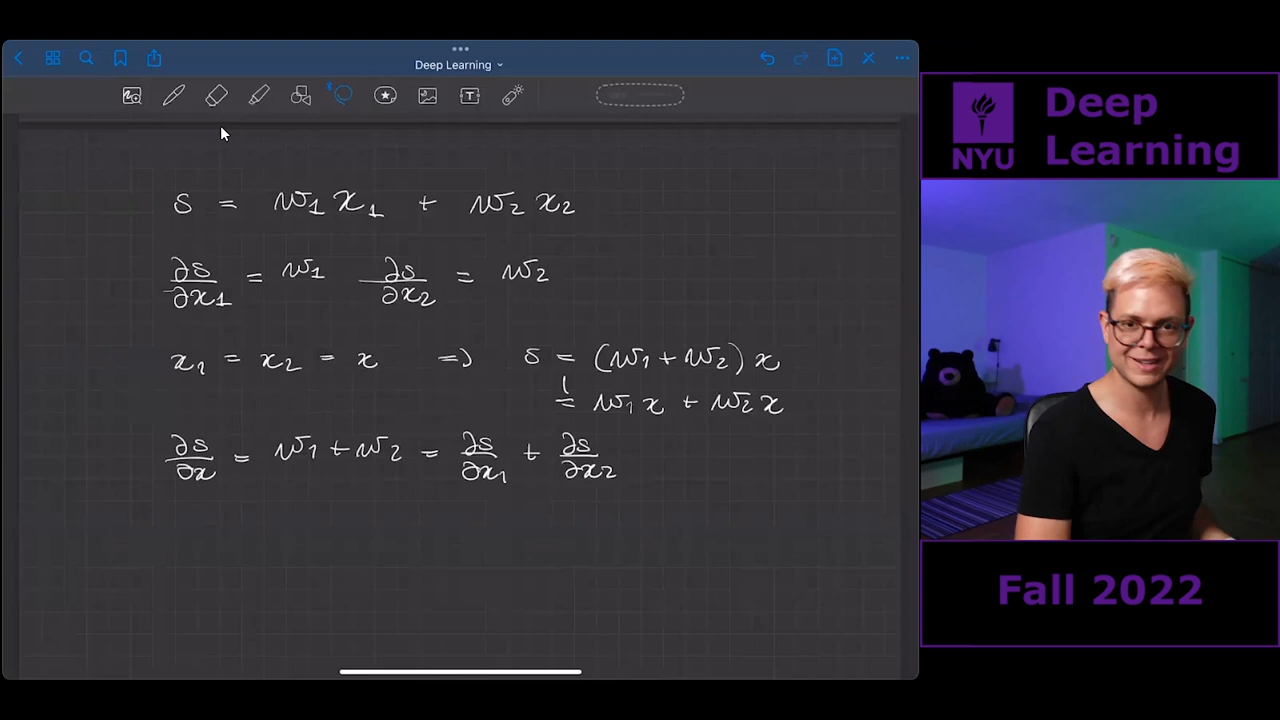 Deep Learning
s = w1 x1 + w2 x2
∂s/∂x1 = w1 ∂s/∂x2 = w2
x1 = x2 = x => s = (w1 + w2) x
! = w1 x + w2 x
∂s/∂x = w1 + w2 = ∂s/∂x1 + ∂s/∂x2
NYU
Deep
Learning
Fall 2022